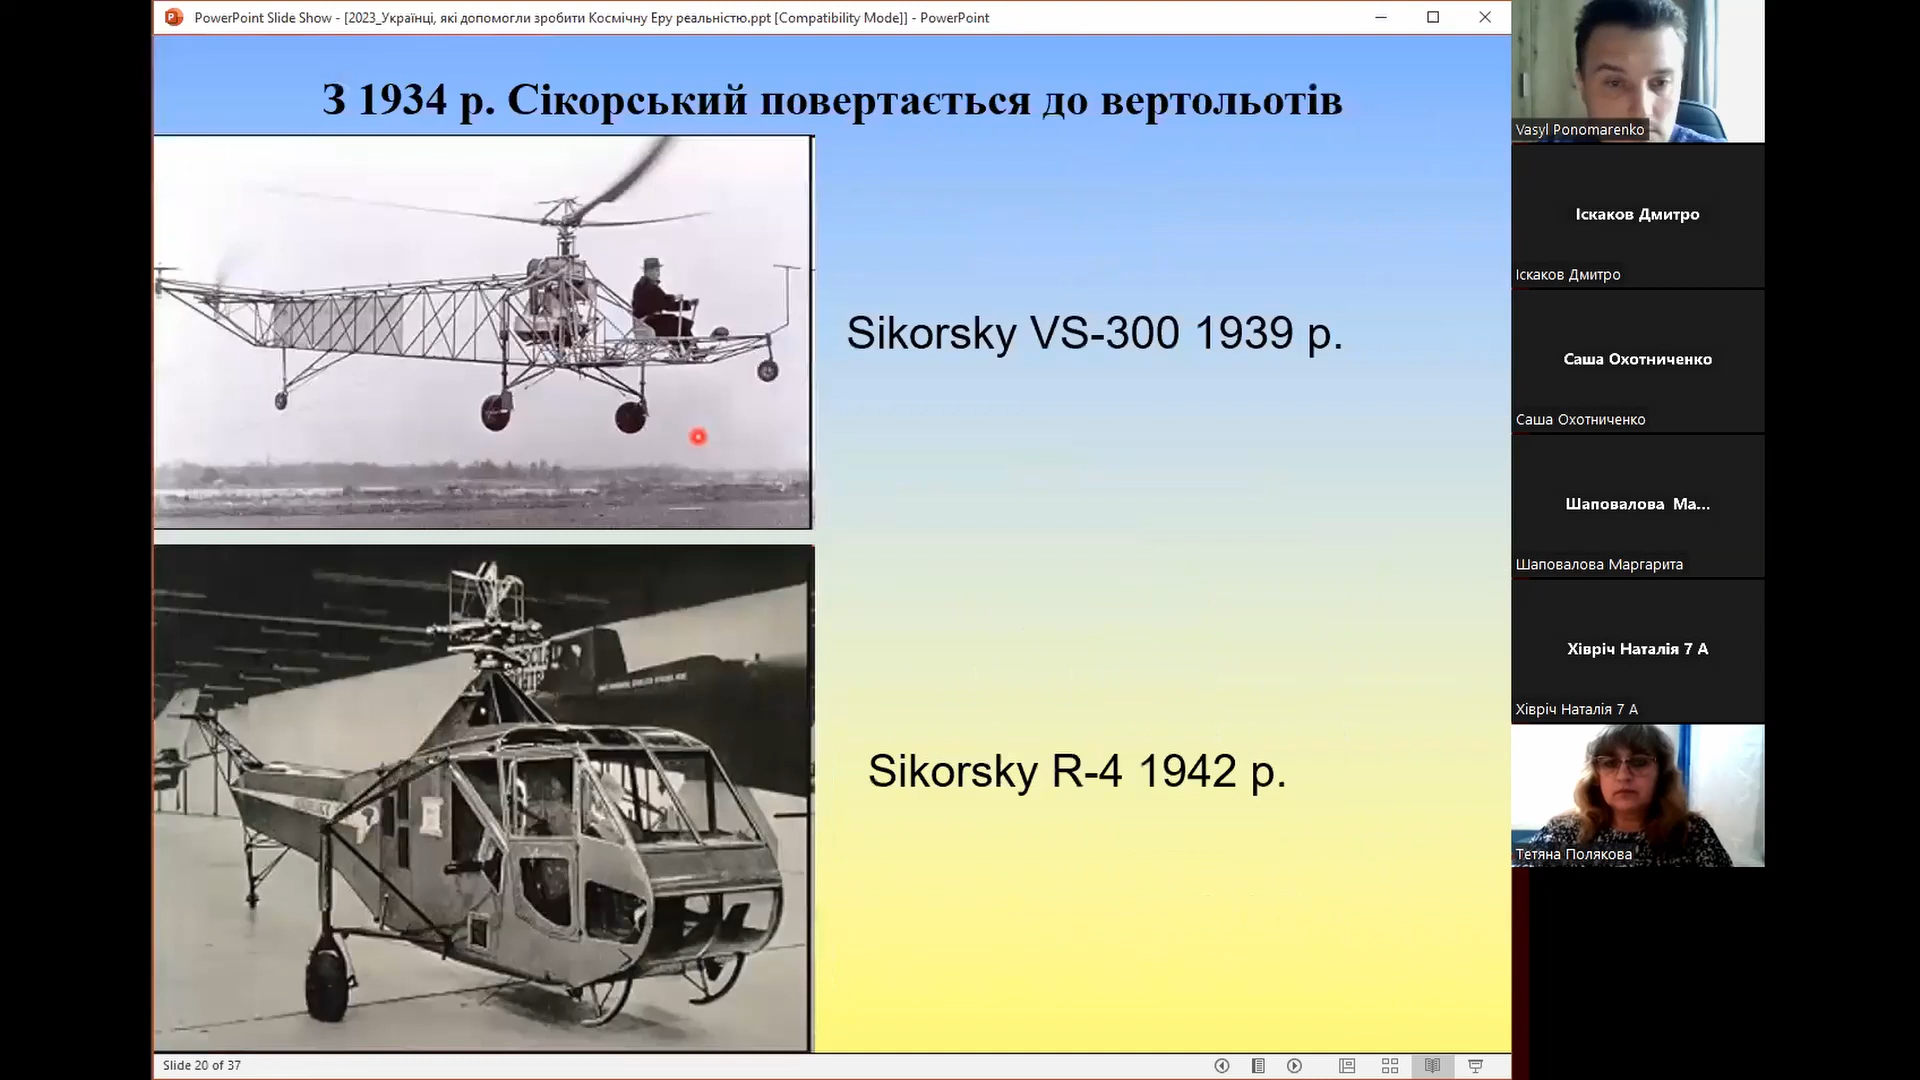 PowerPoint Slide Show - [2023_Українці, які допомогли зробити Космічну Еру реальністю.ppt [Compatibility Mode]] - PowerPoint
З 1934 р. Сікорський повертається до вертольотів
Sikorsky VS-300 1939 р.
Sikorsky R-4 1942 р.
Slide 20 of 37
Vasyl Ponomarenko
Іскаков Дмитро
Іскаков Дмитро
Саша Охотниченко
Саша Охотниченко
Шаповалова Ма...
Шаповалова Маргарита
Хівріч Наталія 7 А
Хівріч Наталія 7 А
Тетяна Полякова